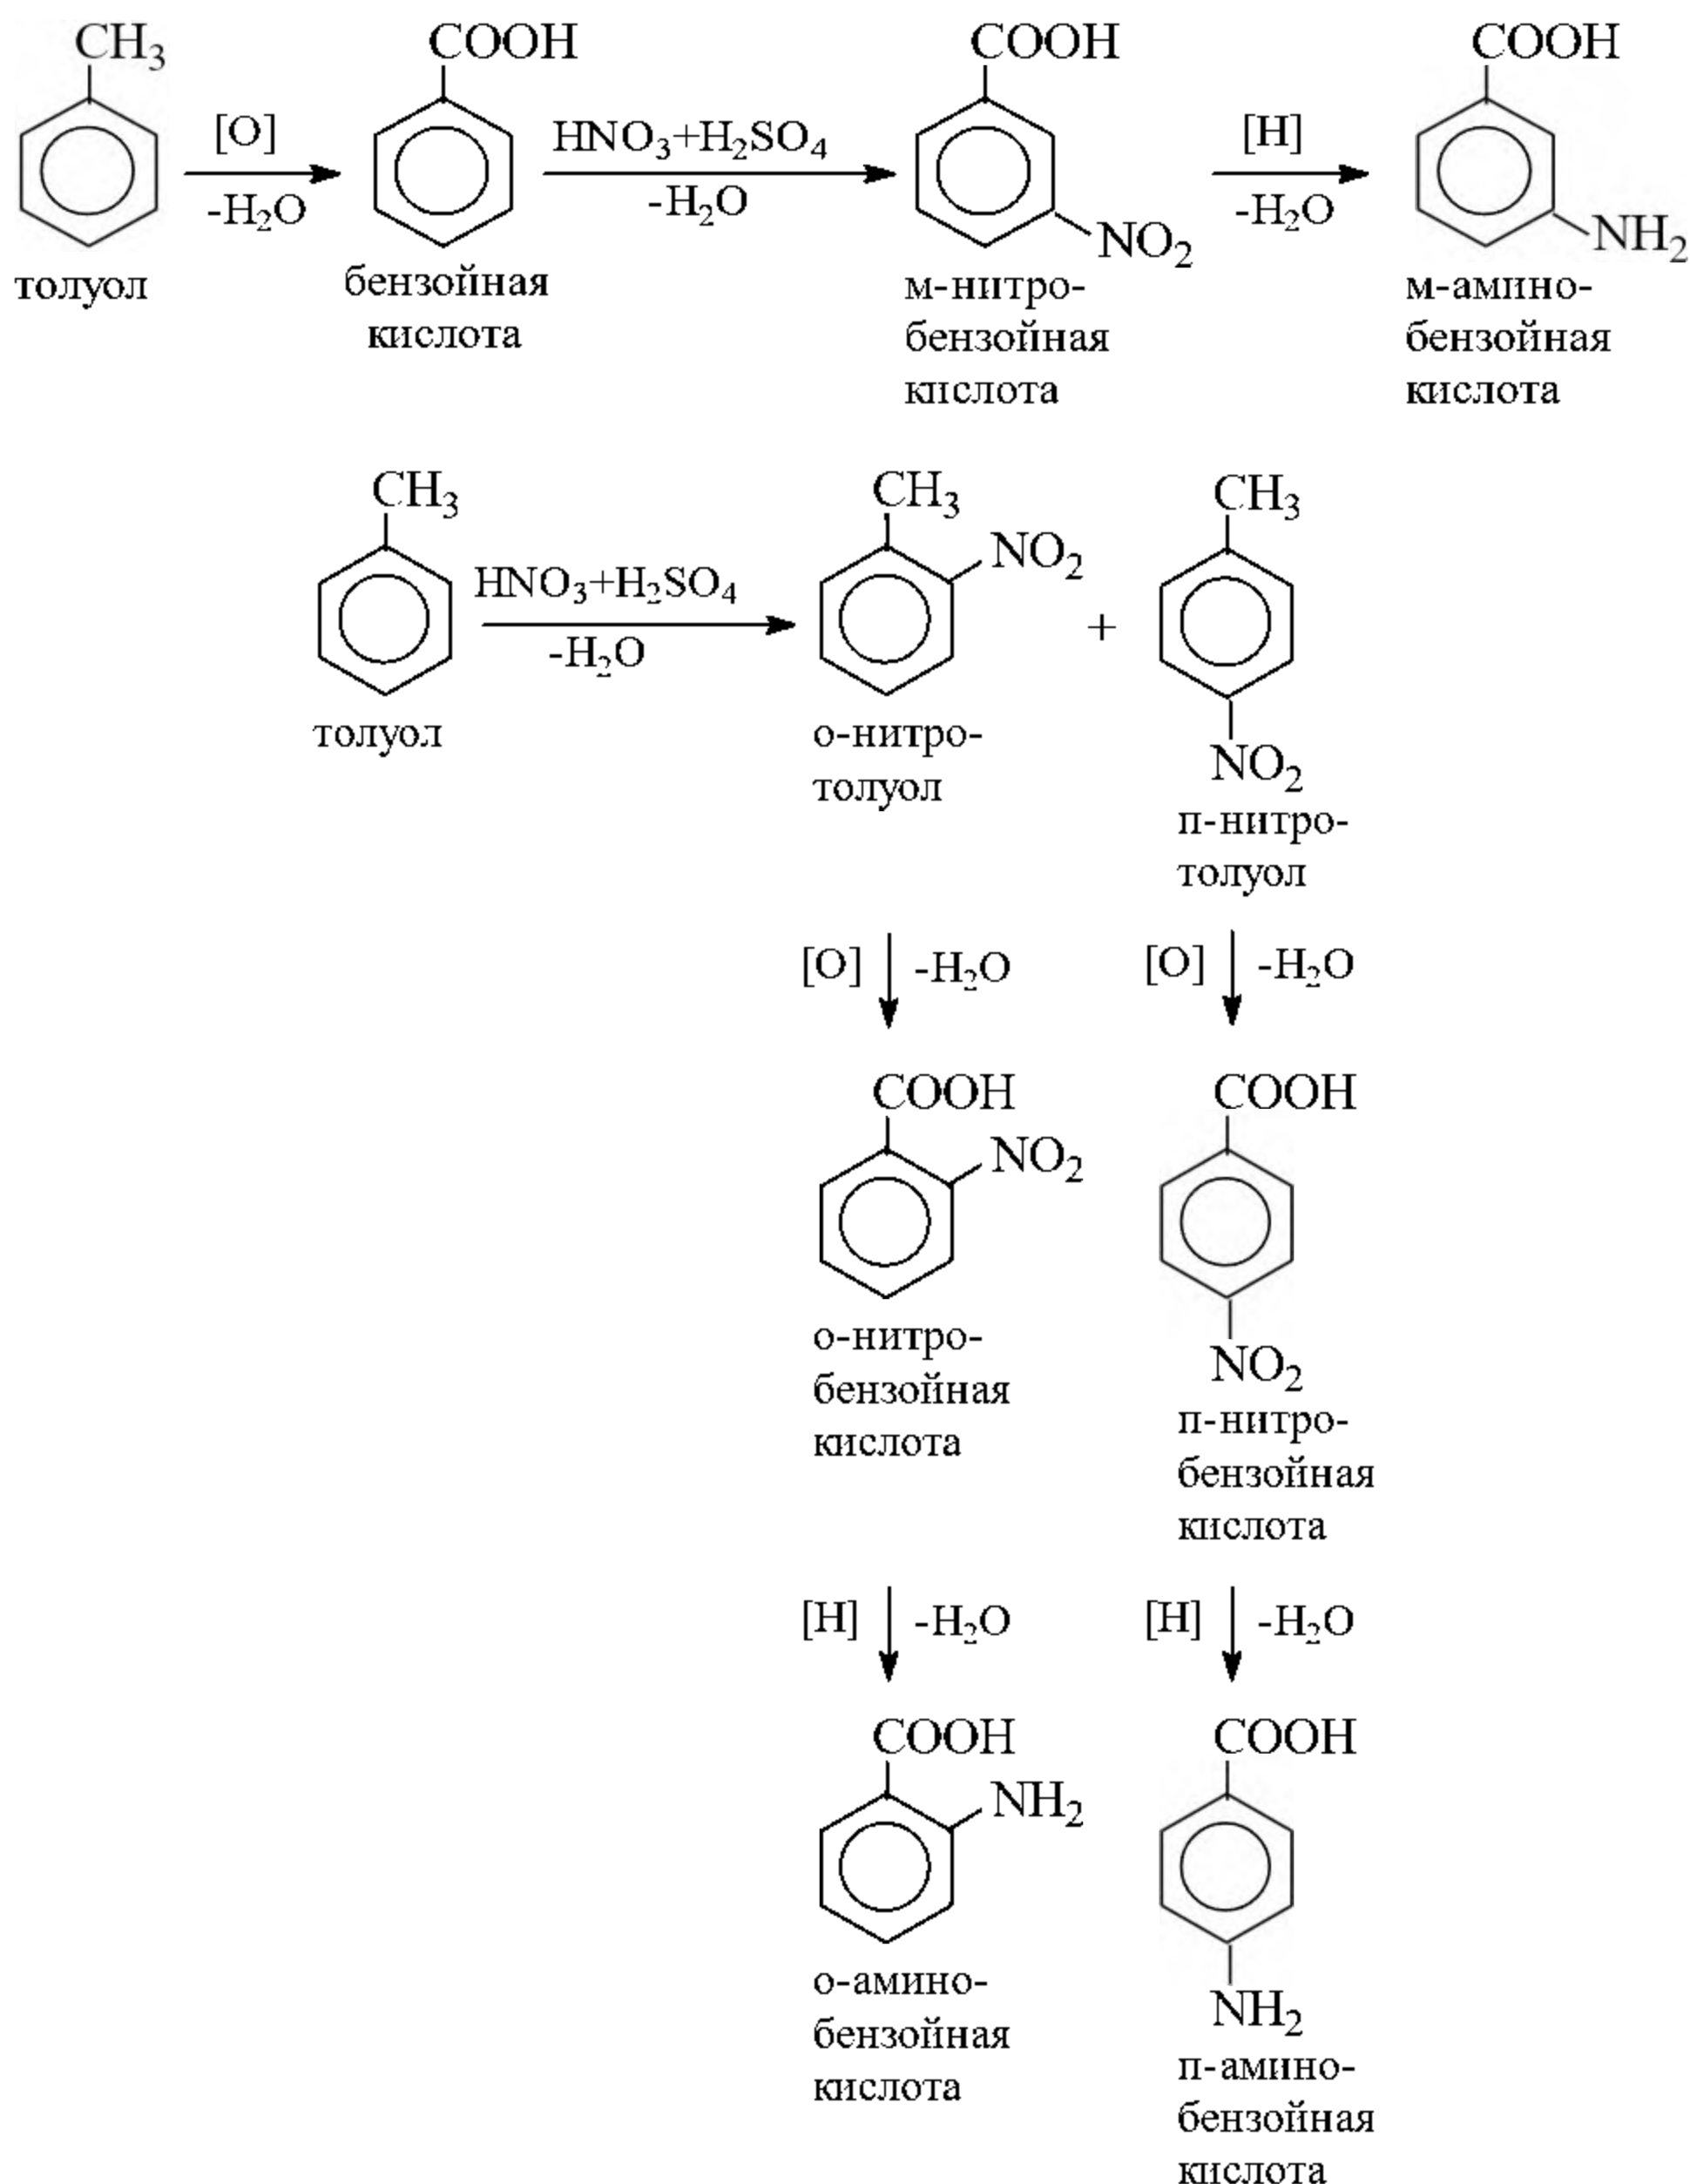 CH₃ COOH COOH COOH
[O] HNO₃+H₂SO₄ [H]
-H₂O -H₂O -H₂O
NO₂ NH₂
толуол бензойная м-нитро- м-амино-
кислота бензойная бензойная
кислота кислота
CH₃ CH₃ CH₃
NO₂
HNO₃+H₂SO₄
+
-H₂O
толуол о-нитро- NO₂
толуол п-нитро-
толуол
[O] -H₂O [O] -H₂O
COOH COOH
NO₂
о-нитро- NO₂
бензойная п-нитро-
кислота бензойная
кислота
[H] -H₂O [H] -H₂O
COOH COOH
NH₂
о-амино- NH₂
бензойная п-амино-
кислота бензойная
кислота